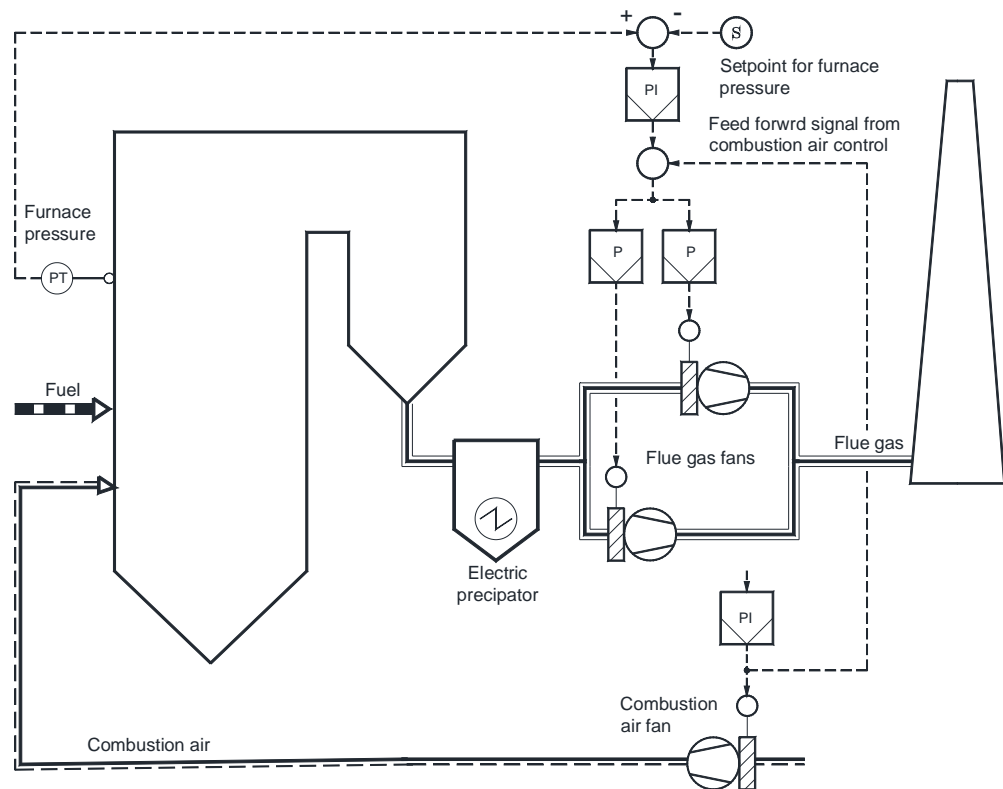 + -
S
Setpoint for furnace
pressure
PI
Feed forwrd signal from
combustion air control
Furnace
pressure
PT
P P
Fuel
Flue gas
Flue gas fans
Electric
precipator
PI
Combustion
air fan
Combustion air